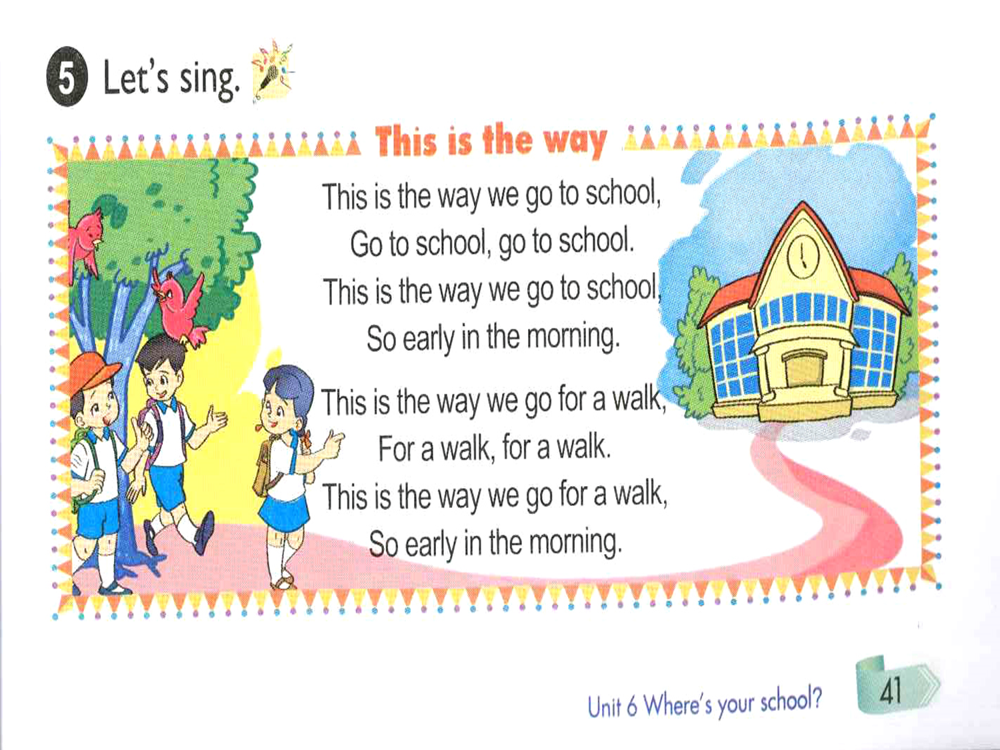 5 Let's sing.
This is the way
This is the way we go to school,
Go to school, go to school.
This is the way we go to school,
So early in the morning.
This is the way we go for a walk,
For a walk, for a walk.
This is the way we go for a walk,
So early in the morning.
Unit 6 Where's your school?
41